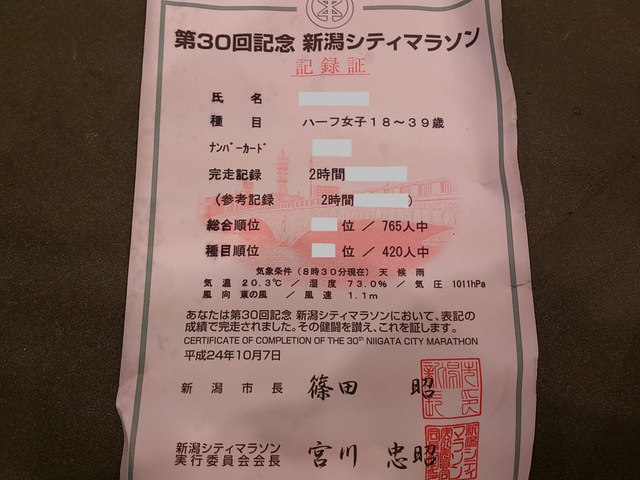 第30回記念 新潟シティマラソン
記録証
氏名
種目 ハーフ女子18～39歳
ﾅﾝﾊﾞｰｶｰﾄﾞ
完走記録 2時間
（参考記録 2時間 ）
総合順位 位 ／ 765人中
種目順位 位 ／ 420人中
気象条件（8時30分現在）天候雨
気温 20.3℃ ／ 湿度 73.0％ ／ 気圧 1011hPa
風向 東の風 ／ 風速 1.1m
あなたは第30回記念 新潟シティマラソンにおいて、表記の
成績で完走されました。その健闘を讃え、これを証します。
CERTIFICATE OF COMPLETION OF THE 30th NIIGATA CITY MARATHON
平成24年10月7日
新潟市長 篠田 昭
新潟シティマラソン
実行委員会会長 宮川 忠昭